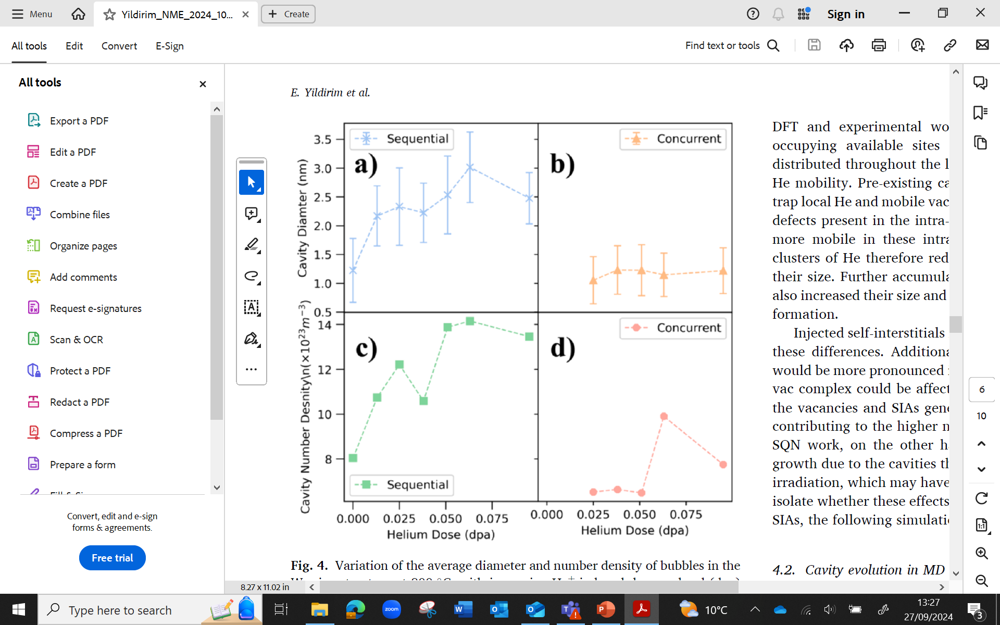 Menu
Yildirim_NME_2024_10...
Create
Sign in
All tools
Edit
Convert
E-Sign
Find text or tools
All tools
Export a PDF
Edit a PDF
Create a PDF
Combine files
Organize pages
Add comments
Request e-signatures
Scan & OCR
Protect a PDF
Redact a PDF
Compress a PDF
Prepare a form
Convert, edit and e-sign
forms & agreements.
Free trial
E. Yildirim et al.
Cavity Diamter (nm)
3.5
3.0
2.5
2.0
1.5
1.0
0.5
Sequential
a)
Concurrent
b)
Cavity Number Desnity\n(×10²³m⁻³)
14
12
10
8
c)
Sequential
Concurrent
d)
0.000 0.025 0.050 0.075
Helium Dose (dpa)
0.000 0.025 0.050 0.075
Helium Dose (dpa)
Fig. 4. Variation of the average diameter and number density of bubbles in the
DFT and experimental wo
occupying available sites
distributed throughout the l
He mobility. Pre-existing ca
trap local He and mobile vac
defects present in the intra-
more mobile in these intra
clusters of He therefore red
their size. Further accumula
also increased their size and
formation.
Injected self-interstitials
these differences. Additiona
would be more pronounced
vac complex could be affect
the vacancies and SIAs gene
contributing to the higher n
SQN work, on the other h
growth due to the cavities th
irradiation, which may have
isolate whether these effects
SIAs, the following simulati
4.2. Cavity evolution in MD
6
10
1:1
8.27 x 11.02 in
Type here to search
zoom
10°C
13:27
27/09/2024
3